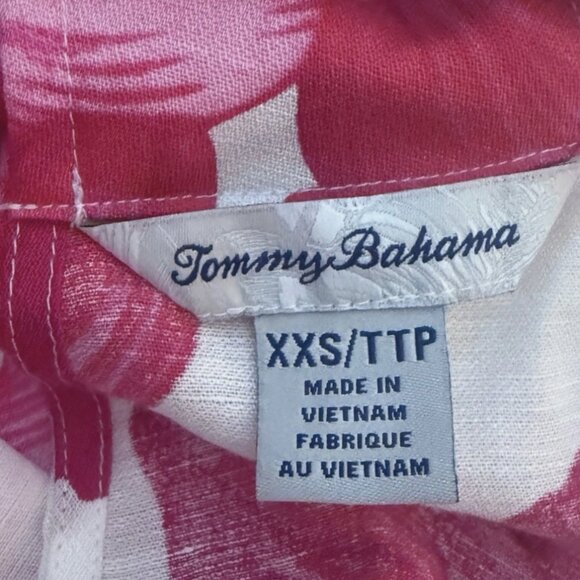 Tommy Bahama
XXS/TTP
MADE IN
VIETNAM
FABRIQUE
AU VIETNAM